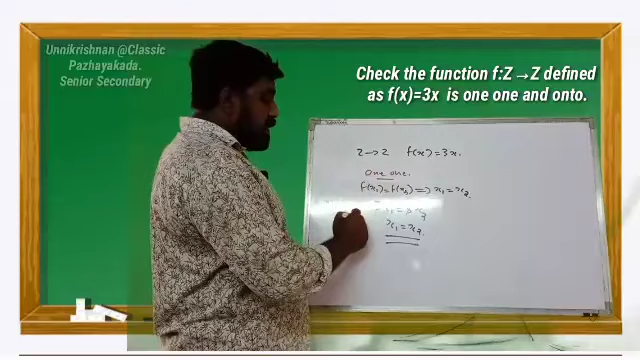 Unnikrishnan @Classic
Pazhayakada.
Senior Secondary
Check the function f:Z→Z defined
as f(x)=3x is one one and onto.
Z→Z f(x)=3x.
One one.
f(x₁)=f(x₂)=>x₁=x₂.
x₁=x₂.